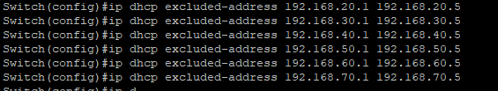 Switch(config)#ip dhcp excluded-address 192.168.20.1 192.168.20.5
Switch(config)#ip dhcp excluded-address 192.168.30.1 192.168.30.5
Switch(config)#ip dhcp excluded-address 192.168.40.1 192.168.40.5
Switch(config)#ip dhcp excluded-address 192.168.50.1 192.168.50.5
Switch(config)#ip dhcp excluded-address 192.168.60.1 192.168.60.5
Switch(config)#ip dhcp excluded-address 192.168.70.1 192.168.70.5
Switch(config)#ip d